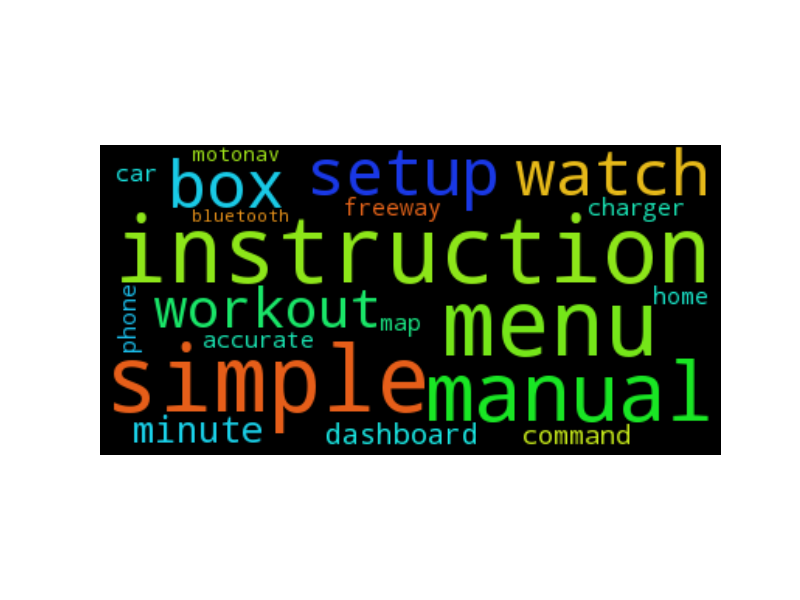 motonav
car
box
setup
watch
bluetooth
freeway
charger
instruction
phone
workout
map
menu
home
accurate
simple
manual
minute
dashboard
command